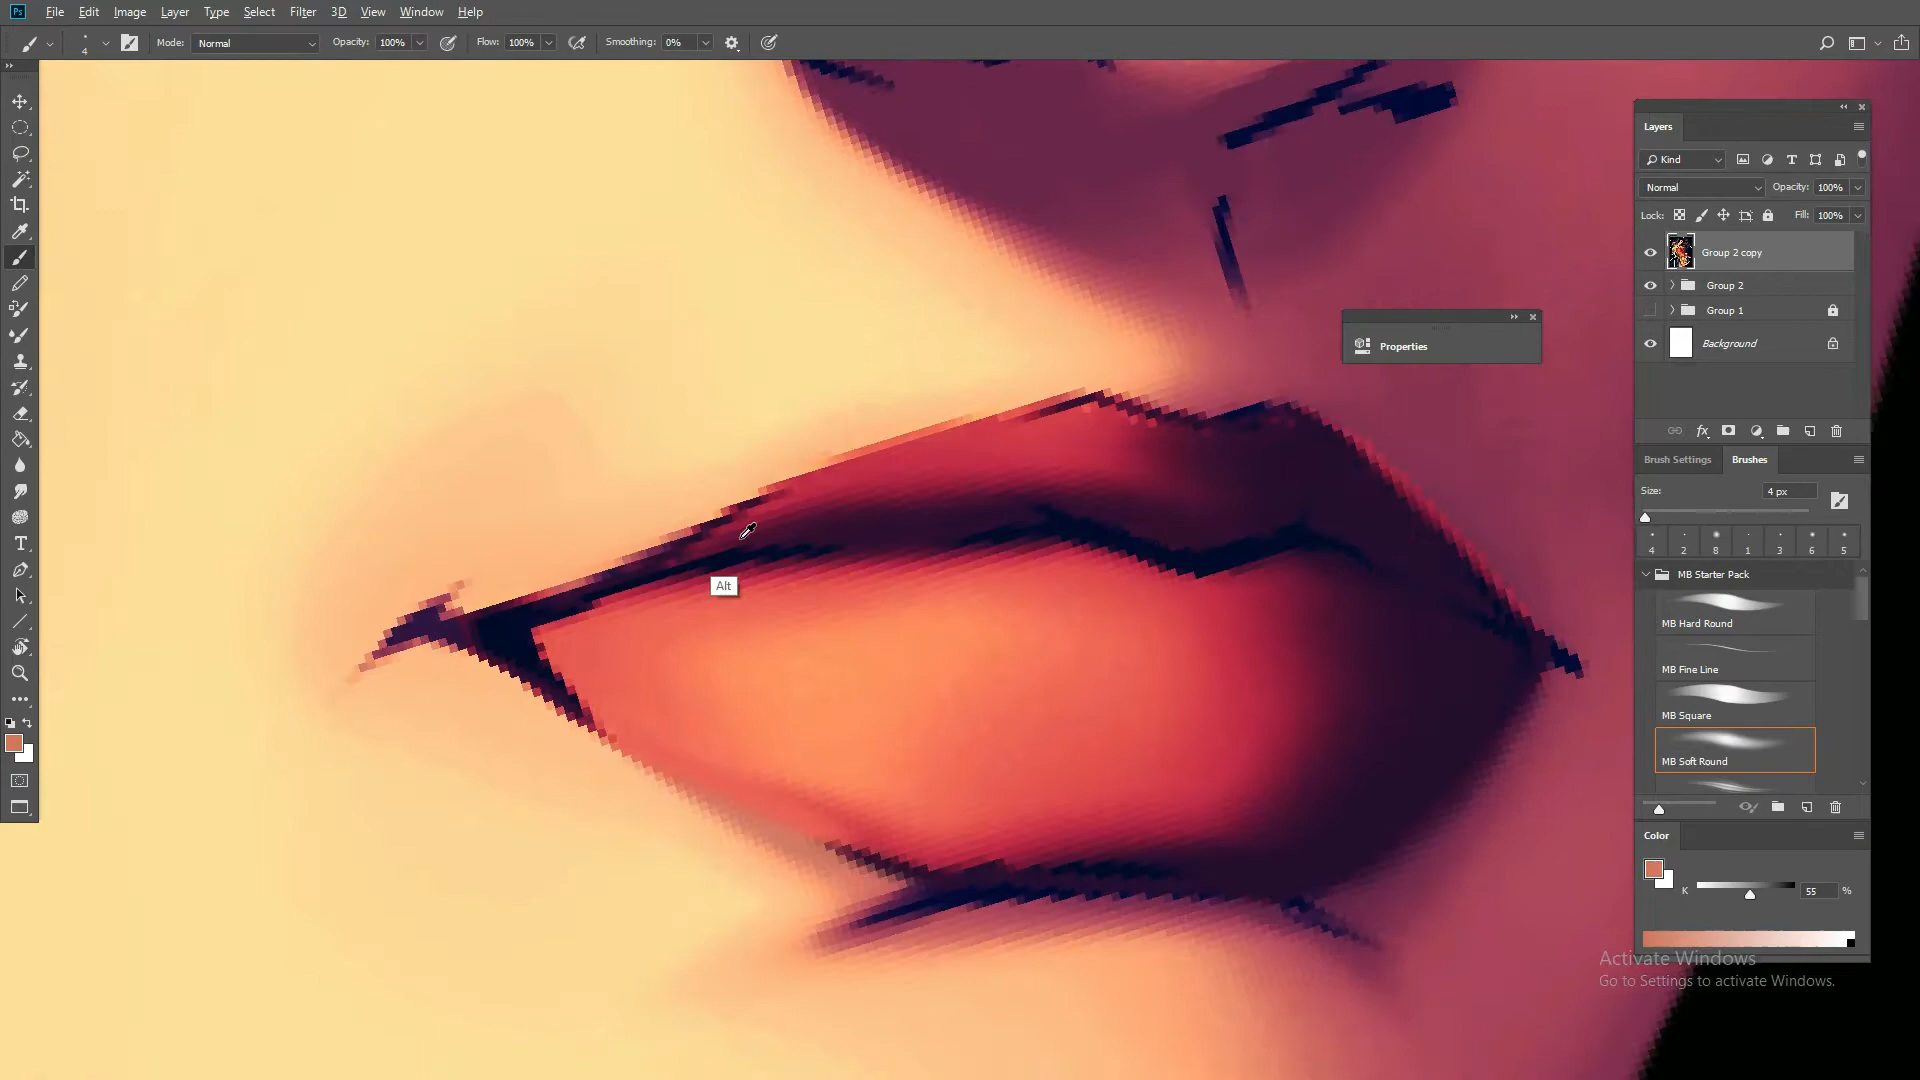 Ps File Edit Image Layer Type Select Filter 3D View Window Help
4 Mode: Normal Opacity: 100% Flow: 100% Smoothing: 0%
Layers
Kind
Normal Opacity: 100%
Lock: Fill: 100%
Group 2 copy
Group 2
Group 1
Background
Properties
fx
Brush Settings Brushes
Size: 4 px
4 2 8 1 3 6 5
MB Starter Pack
MB Hard Round
MB Fine Line
MB Square
MB Soft Round
Alt
Color
K 55 %
Activate Windows
Go to Settings to activate Windows.